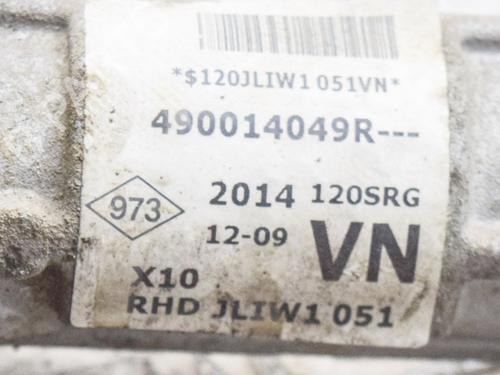 *$120JLIW1 051VN*
490014049R---
973 2014 120SRG
12-09 VN
X10
RHD JLIW1 051